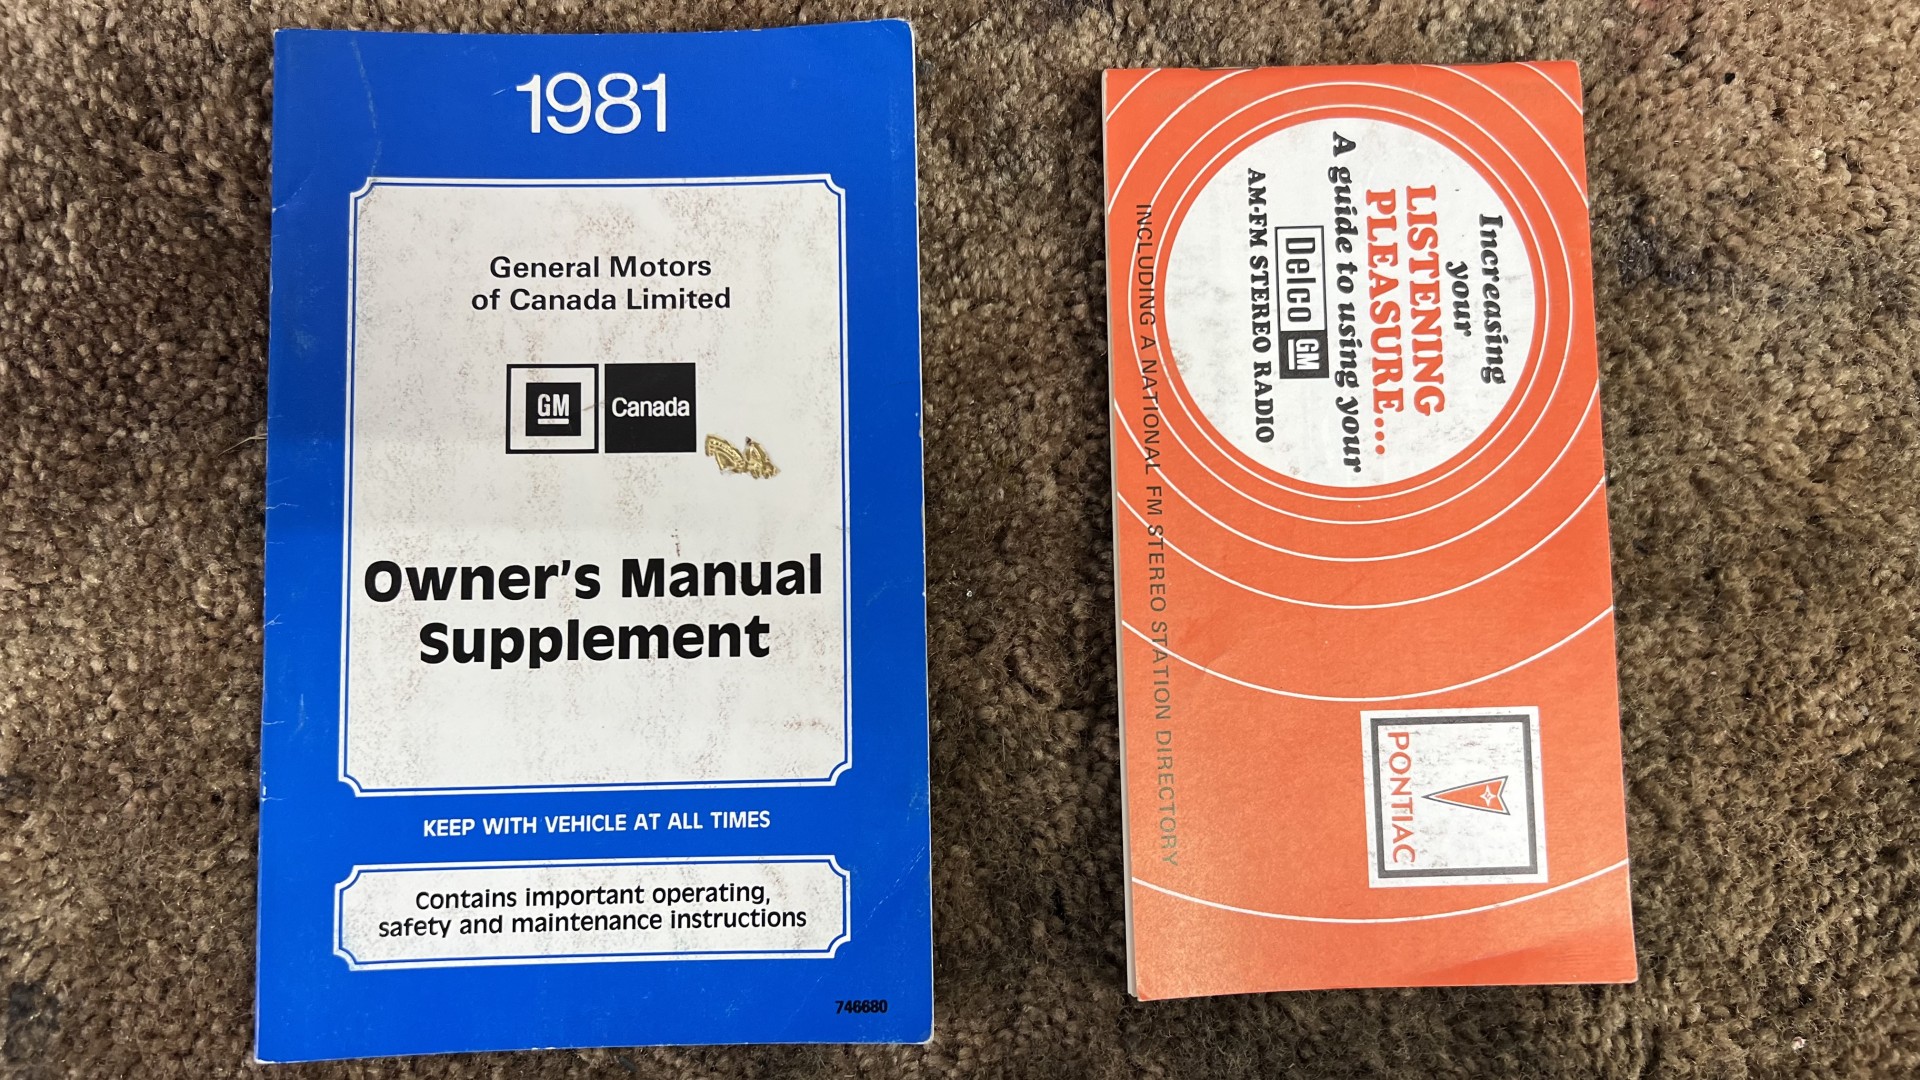 1981
General Motors
of Canada Limited
GM
Canada
Owner's Manual
Supplement
KEEP WITH VEHICLE AT ALL TIMES
Contains important operating,
safety and maintenance instructions
746680
Increasing
your
LISTENING
PLEASURE...
A guide to using your
Delco GM
AM-FM STEREO RADIO
INCLUDING A NATIONAL FM STEREO STATION DIRECTORY
PONTIAC